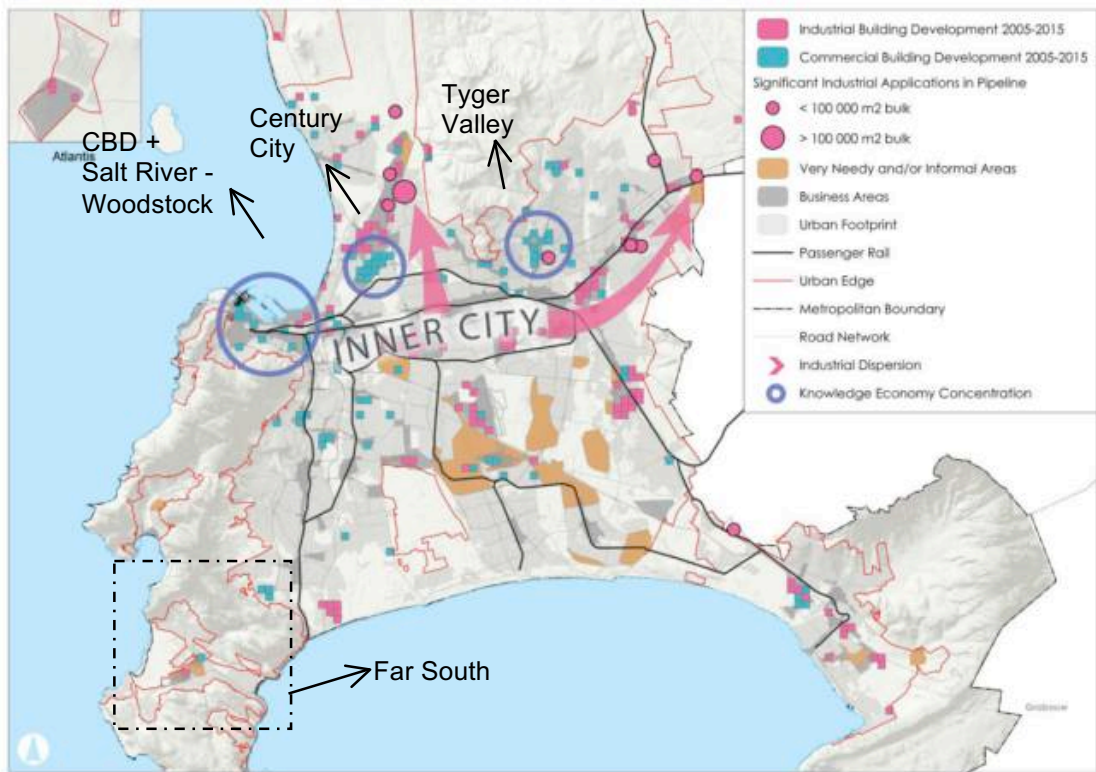 Atlantis
CBD +
Salt River -
Woodstock
Century
City
Tyger
Valley
INNER CITY
Far South
Grabouw
Industrial Building Development 2005-2015
Commercial Building Development 2005-2015
Significant Industrial Applications in Pipeline
< 100 000 m2 bulk
> 100 000 m2 bulk
Very Needy and/or Informal Areas
Business Areas
Urban Footprint
Passenger Rail
Urban Edge
Metropolitan Boundary
Road Network
Industrial Dispersion
Knowledge Economy Concentration